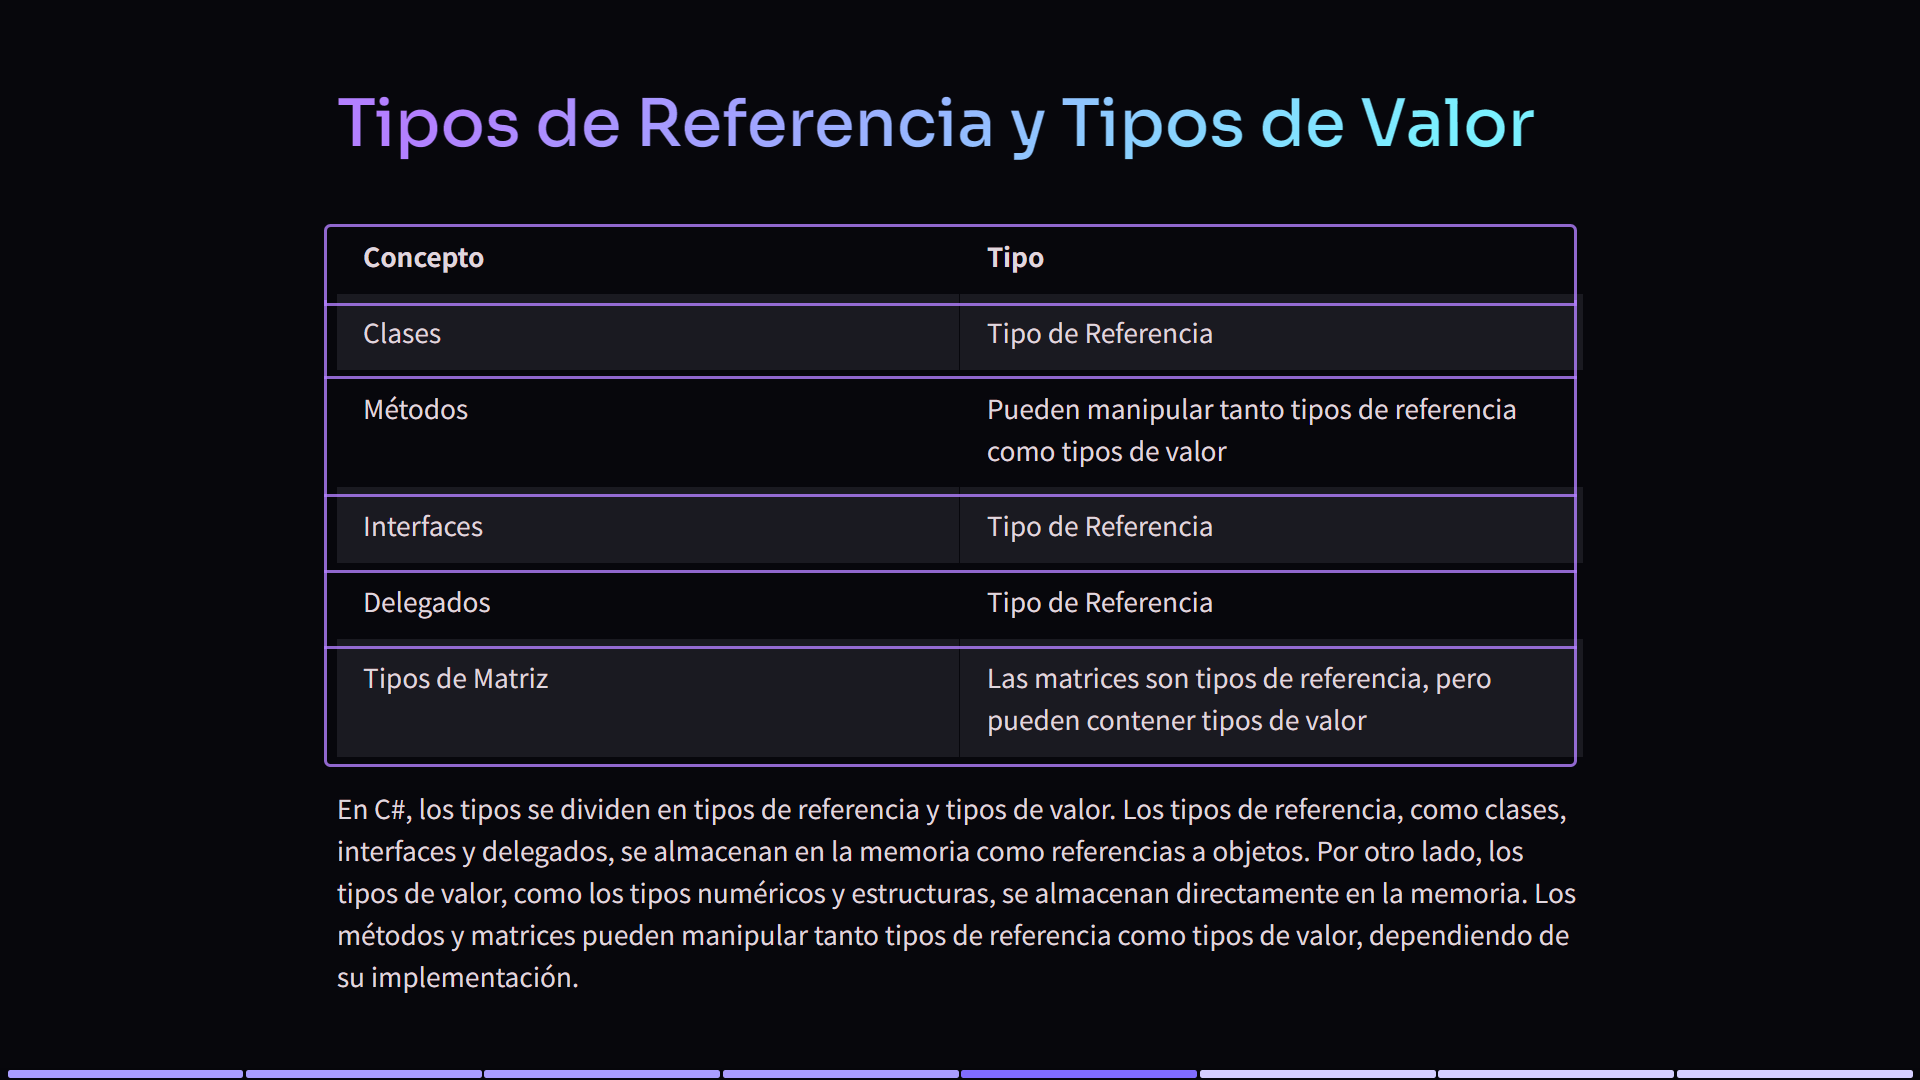 Tipos de Referencia y Tipos de Valor
Concepto Tipo
Clases Tipo de Referencia
Métodos Pueden manipular tanto tipos de referencia
como tipos de valor
Interfaces Tipo de Referencia
Delegados Tipo de Referencia
Tipos de Matriz Las matrices son tipos de referencia, pero
pueden contener tipos de valor
En C#, los tipos se dividen en tipos de referencia y tipos de valor. Los tipos de referencia, como clases,
interfaces y delegados, se almacenan en la memoria como referencias a objetos. Por otro lado, los
tipos de valor, como los tipos numéricos y estructuras, se almacenan directamente en la memoria. Los
métodos y matrices pueden manipular tanto tipos de referencia como tipos de valor, dependiendo de
su implementación.